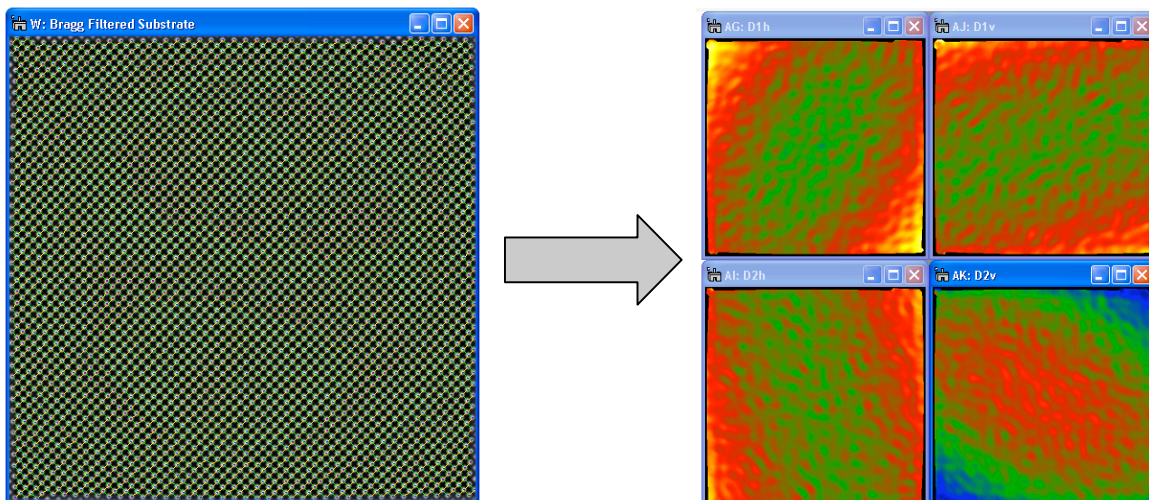 W: Bragg Filtered Substrate
AG: D1h
AJ: D1v
AI: D2h
AK: D2v